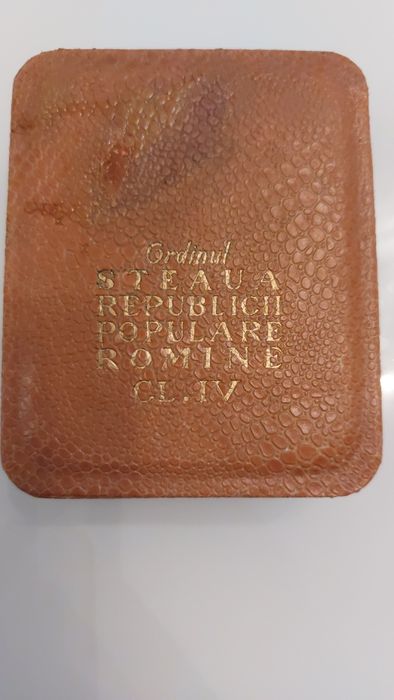 Ordinul
STEAUA
REPUBLICII
POPULARE
ROMINE
CL.IV